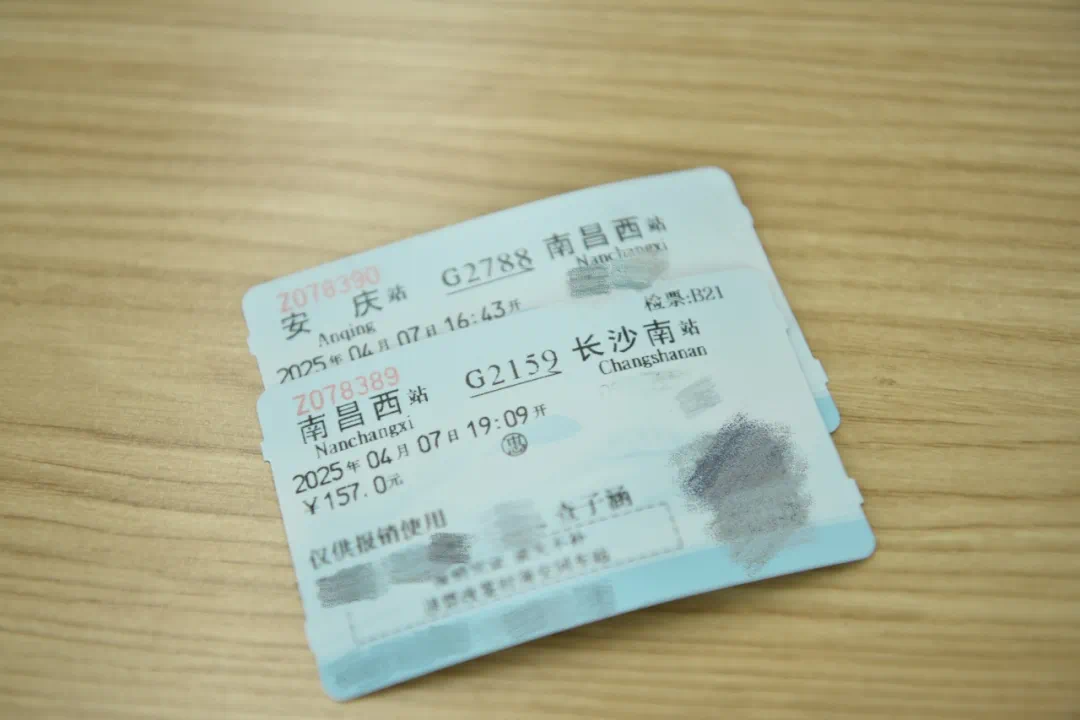 Z078390
安 庆站 G2788 南昌西站
Anqing Nanchangxi
2025年04月07日16:43开
检票:B21
Z078389
南昌西站 G2159 长沙南站
Nanchangxi Changshanan
2025年04月07日19:09开
¥157.0元
惠
仅供报销使用
子涵